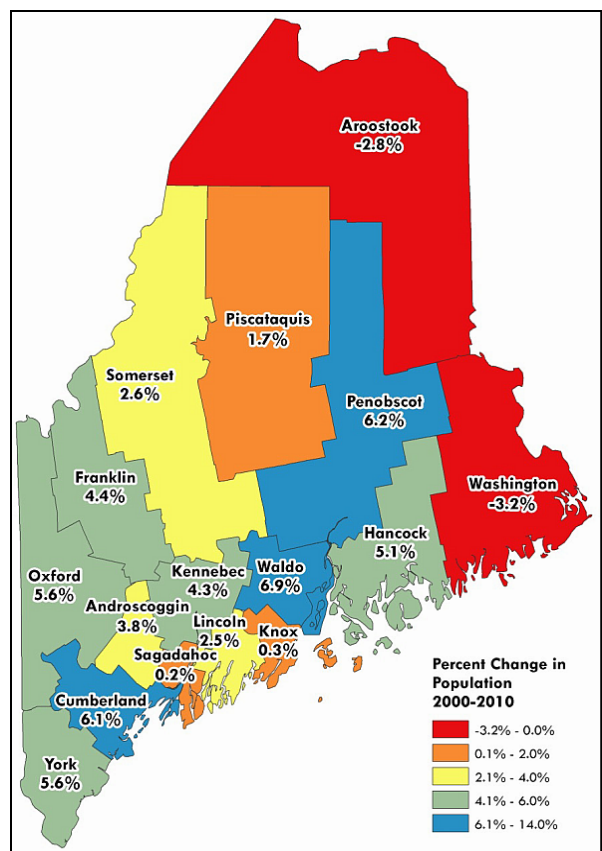 Aroostook
-2.8%
Piscataquis
1.7%
Somerset
2.6%
Penobscot
6.2%
Franklin
4.4%
Washington
-3.2%
Hancock
5.1%
Oxford
5.6%
Kennebec
4.3%
Waldo
6.9%
Androscoggin
3.8%
Lincoln
2.5%
Knox
0.3%
Sagadahoc
0.2%
Cumberland
6.1%
York
5.6%
Percent Change in
Population
2000-2010
-3.2% - 0.0%
0.1% - 2.0%
2.1% - 4.0%
4.1% - 6.0%
6.1% - 14.0%